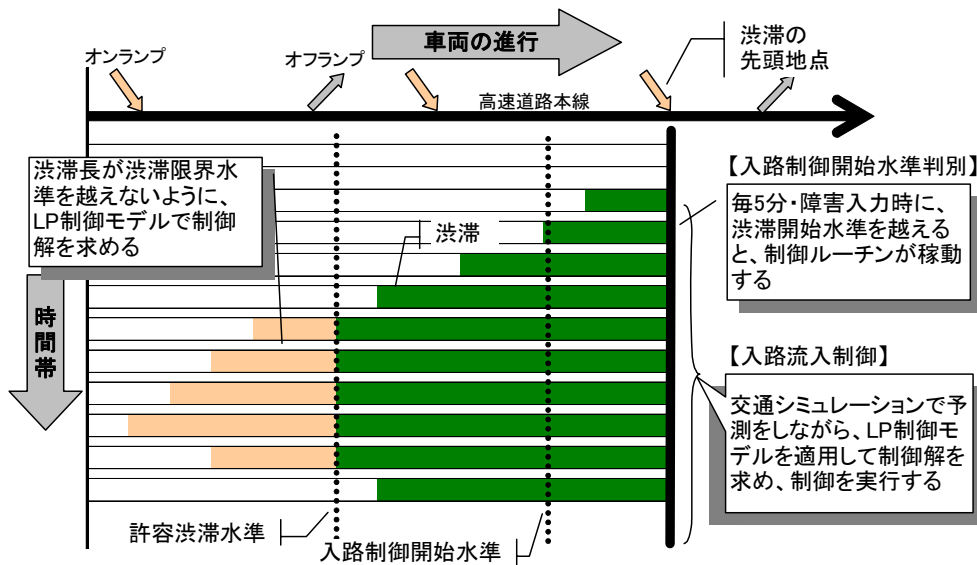 車両の進行
渋滞の
先頭地点
オンランプ
オフランプ
高速道路本線
渋滞長が渋滞限界水
準を越えないように、
LP制御モデルで制御
解を求める
渋滞
【入路制御開始水準判別】
毎5分・障害入力時に、
渋滞開始水準を越える
と、制御ルーチンが稼動
する
時間帯
【入路流入制御】
交通シミュレーションで予
測をしながら、LP制御モ
デルを適用して制御解を
求め、制御を実行する
許容渋滞水準
入路制御開始水準